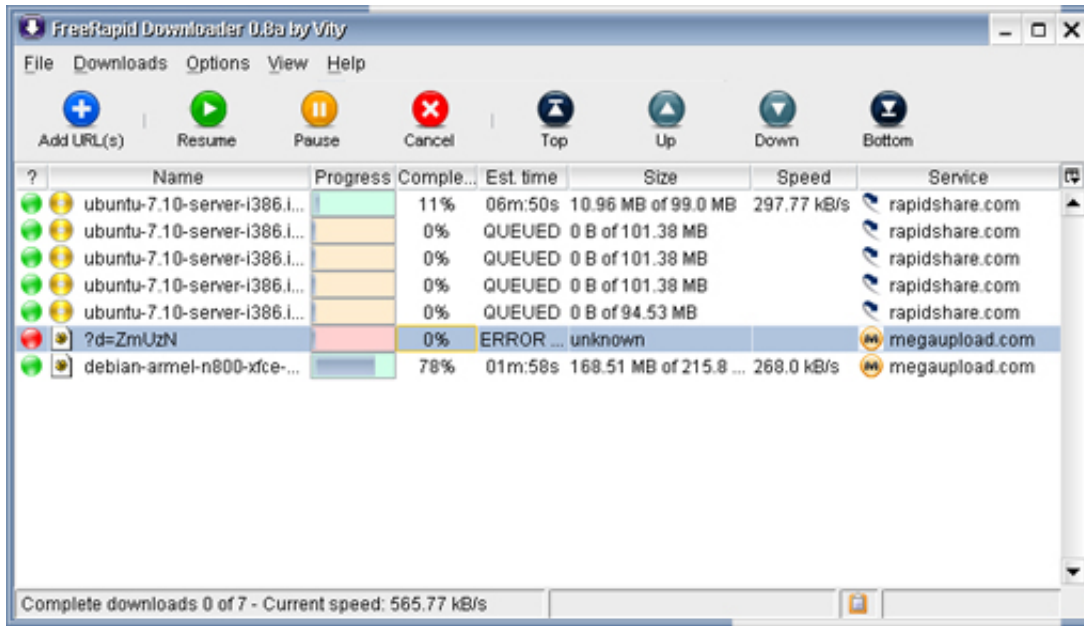 FreeRapid Downloader 0.8a by Vity
File Downloads Options View Help
Add URL(s) Resume Pause Cancel Top Up Down Bottom
? Name Progress Comple... Est. time Size Speed Service
ubuntu-7.10-server-i386.i... 11% 06m:50s 10.96 MB of 99.0 MB 297.77 kB/s rapidshare.com
ubuntu-7.10-server-i386.i... 0% QUEUED 0 B of 101.38 MB rapidshare.com
ubuntu-7.10-server-i386.i... 0% QUEUED 0 B of 101.38 MB rapidshare.com
ubuntu-7.10-server-i386.i... 0% QUEUED 0 B of 101.38 MB rapidshare.com
ubuntu-7.10-server-i386.i... 0% QUEUED 0 B of 94.53 MB rapidshare.com
?d=ZmUzN 0% ERROR ... unknown megaupload.com
debian-armel-n800-xfce-... 78% 01m:58s 168.51 MB of 215.8 ... 268.0 kB/s megaupload.com
Complete downloads 0 of 7 - Current speed: 565.77 kB/s